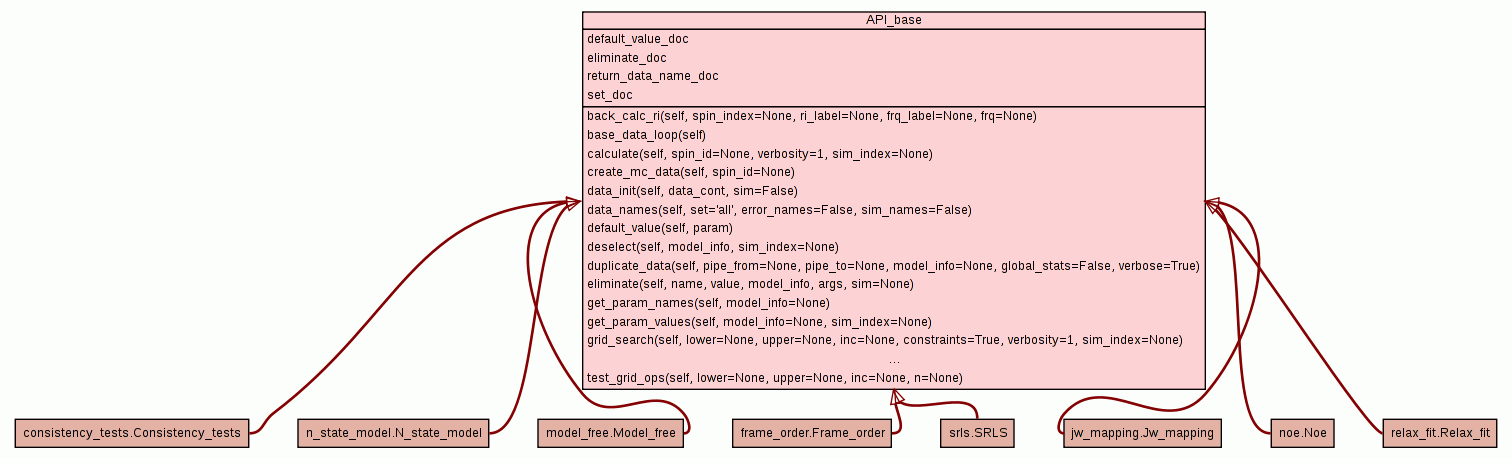 API_base
default_value_doc
eliminate_doc
return_data_name_doc
set_doc
back_calc_ri(self, spin_index=None, ri_label=None, frq_label=None, frq=None)
base_data_loop(self)
calculate(self, spin_id=None, verbosity=1, sim_index=None)
create_mc_data(self, spin_id=None)
data_init(self, data_cont, sim=False)
data_names(self, set='all', error_names=False, sim_names=False)
default_value(self, param)
deselect(self, model_info, sim_index=None)
duplicate_data(self, pipe_from=None, pipe_to=None, model_info=None, global_stats=False, verbose=True)
eliminate(self, name, value, model_info, args, sim=None)
get_param_names(self, model_info=None)
get_param_values(self, model_info=None, sim_index=None)
grid_search(self, lower=None, upper=None, inc=None, constraints=True, verbosity=1, sim_index=None)
...
test_grid_ops(self, lower=None, upper=None, inc=None, n=None)
consistency_tests.Consistency_tests
n_state_model.N_state_model
model_free.Model_free
frame_order.Frame_order
srls.SRLS
jw_mapping.Jw_mapping
noe.Noe
relax_fit.Relax_fit